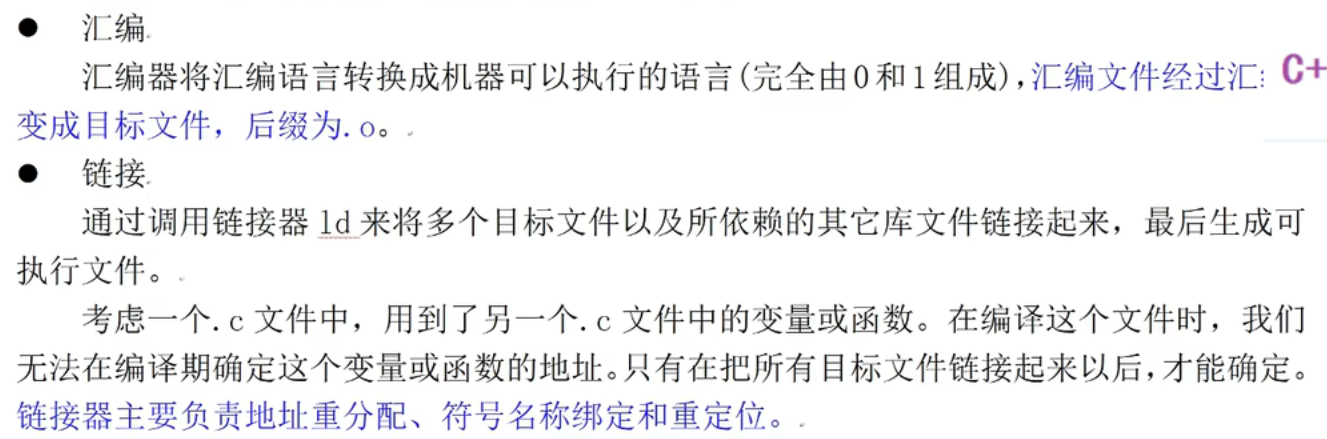 ● 汇编
汇编器将汇编语言转换成机器可以执行的语言(完全由0和1组成),汇编文件经过汇 C+
变成目标文件，后缀为.o。
● 链接
通过调用链接器 ld 来将多个目标文件以及所依赖的其它库文件链接起来，最后生成可
执行文件。
考虑一个.c 文件中，用到了另一个.c 文件中的变量或函数。在编译这个文件时，我们
无法在编译期确定这个变量或函数的地址。只有在把所有目标文件链接起来以后,才能确定。
链接器主要负责地址重分配、符号名称绑定和重定位。